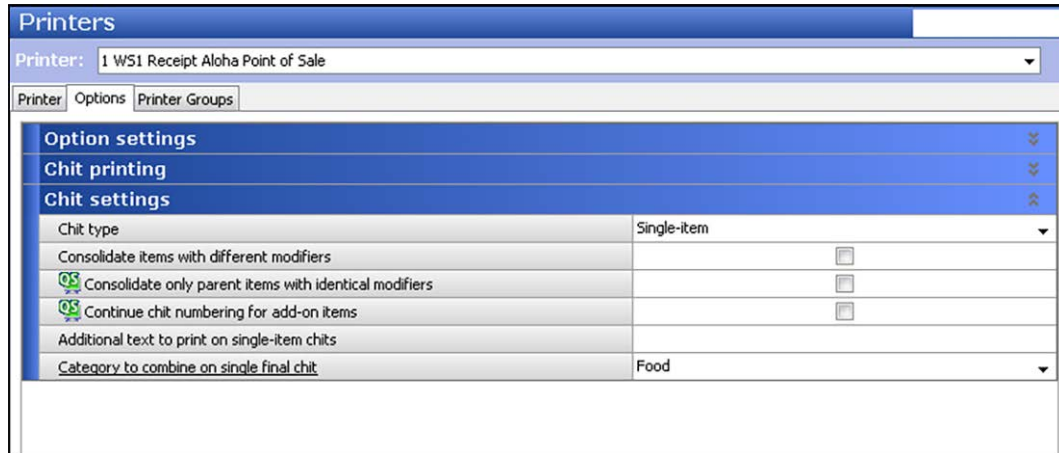 Printers
Printer: 1 WS1 Receipt Aloha Point of Sale
Printer Options Printer Groups
Option settings
Chit printing
Chit settings
Chit type Single-item
Consolidate items with different modifiers
QS Consolidate only parent items with identical modifiers
QS Continue chit numbering for add-on items
Additional text to print on single-item chits
Category to combine on single final chit Food